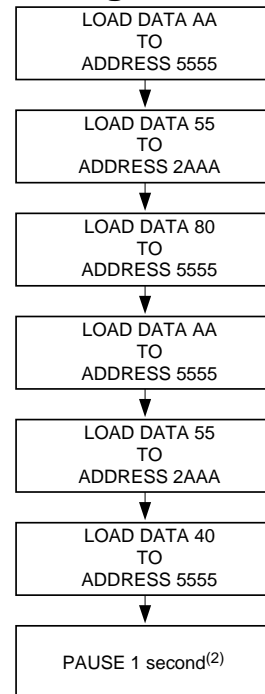 LOAD DATA AA
TO
ADDRESS 5555
LOAD DATA 55
TO
ADDRESS 2AAA
LOAD DATA 80
TO
ADDRESS 5555
LOAD DATA AA
TO
ADDRESS 5555
LOAD DATA 55
TO
ADDRESS 2AAA
LOAD DATA 40
TO
ADDRESS 5555
PAUSE 1 second(2)